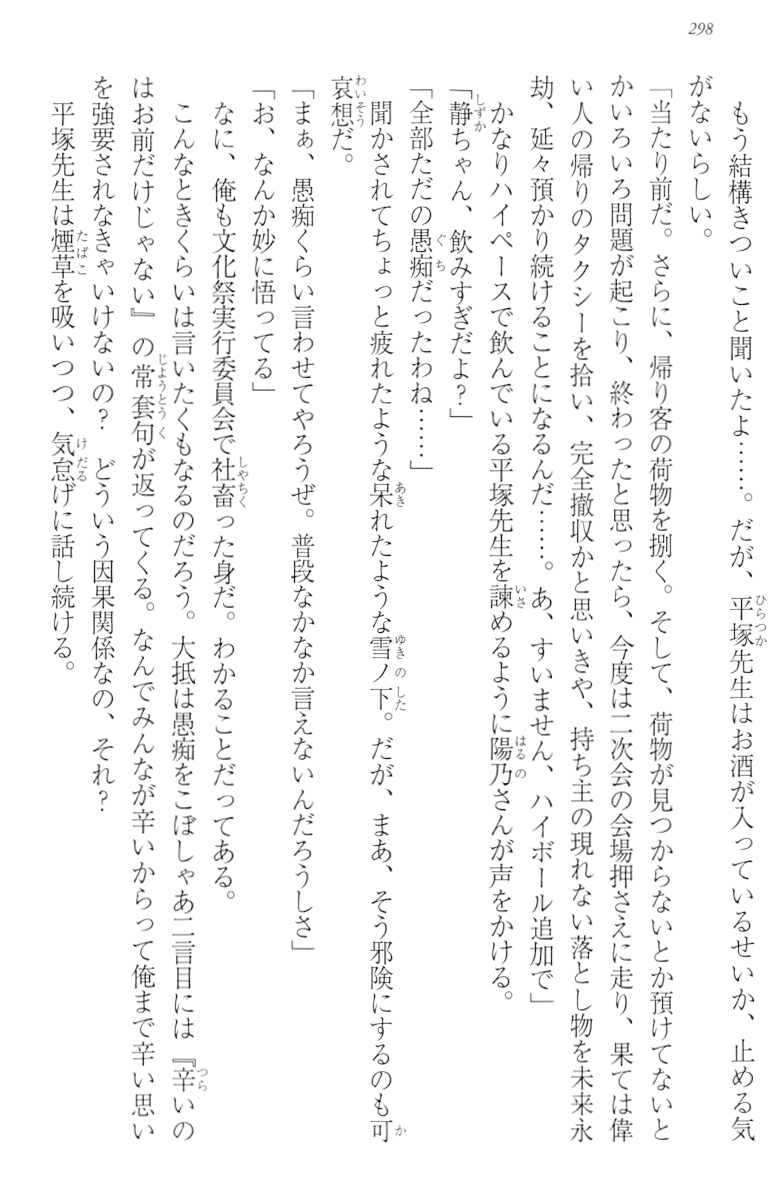 298
もう結構きついこと聞いたよ……。だが、平塚先生はお酒が入っているせいか、止める気
がないらしい。
「当たり前だ。さらに、帰り客の荷物を捌く。そして、荷物が見つからないとか預けてないと
かいろいろ問題が起こり、終わったと思ったら、今度は二次会の会場押さえに走り、果ては偉
い人の帰りのタクシーを拾い、完全撤収かと思いきや、持ち主の現れない落とし物を未来永
劫、延々預かり続けることになるんだ……。あ、すいません、ハイボール追加で」
かなりハイペースで飲んでいる平塚先生を諫めるように陽乃さんが声をかける。
「静ちゃん、飲みすぎだよ？」
「全部ただの愚痴だったわね……」
聞かされてちょっと疲れたような呆れたような雪ノ下。だが、まあ、そう邪険にするのも可
哀想だ。
「まぁ、愚痴くらい言わせてやろうぜ。普段なかなか言えないんだろうしさ」
「お、なんか妙に悟ってる」
なに、俺も文化祭実行委員会で社畜った身だ。わかることだってある。
こんなときくらいは言いたくもなるのだろう。大抵は愚痴をこぼしゃあ二言目には『辛いの
はお前だけじゃない』の常套句が返ってくる。なんでみんなが辛いからって俺まで辛い思い
を強要されなきゃいけないの？　どういう因果関係なの、それ？
平塚先生は煙草を吸いつつ、気怠げに話し続ける。